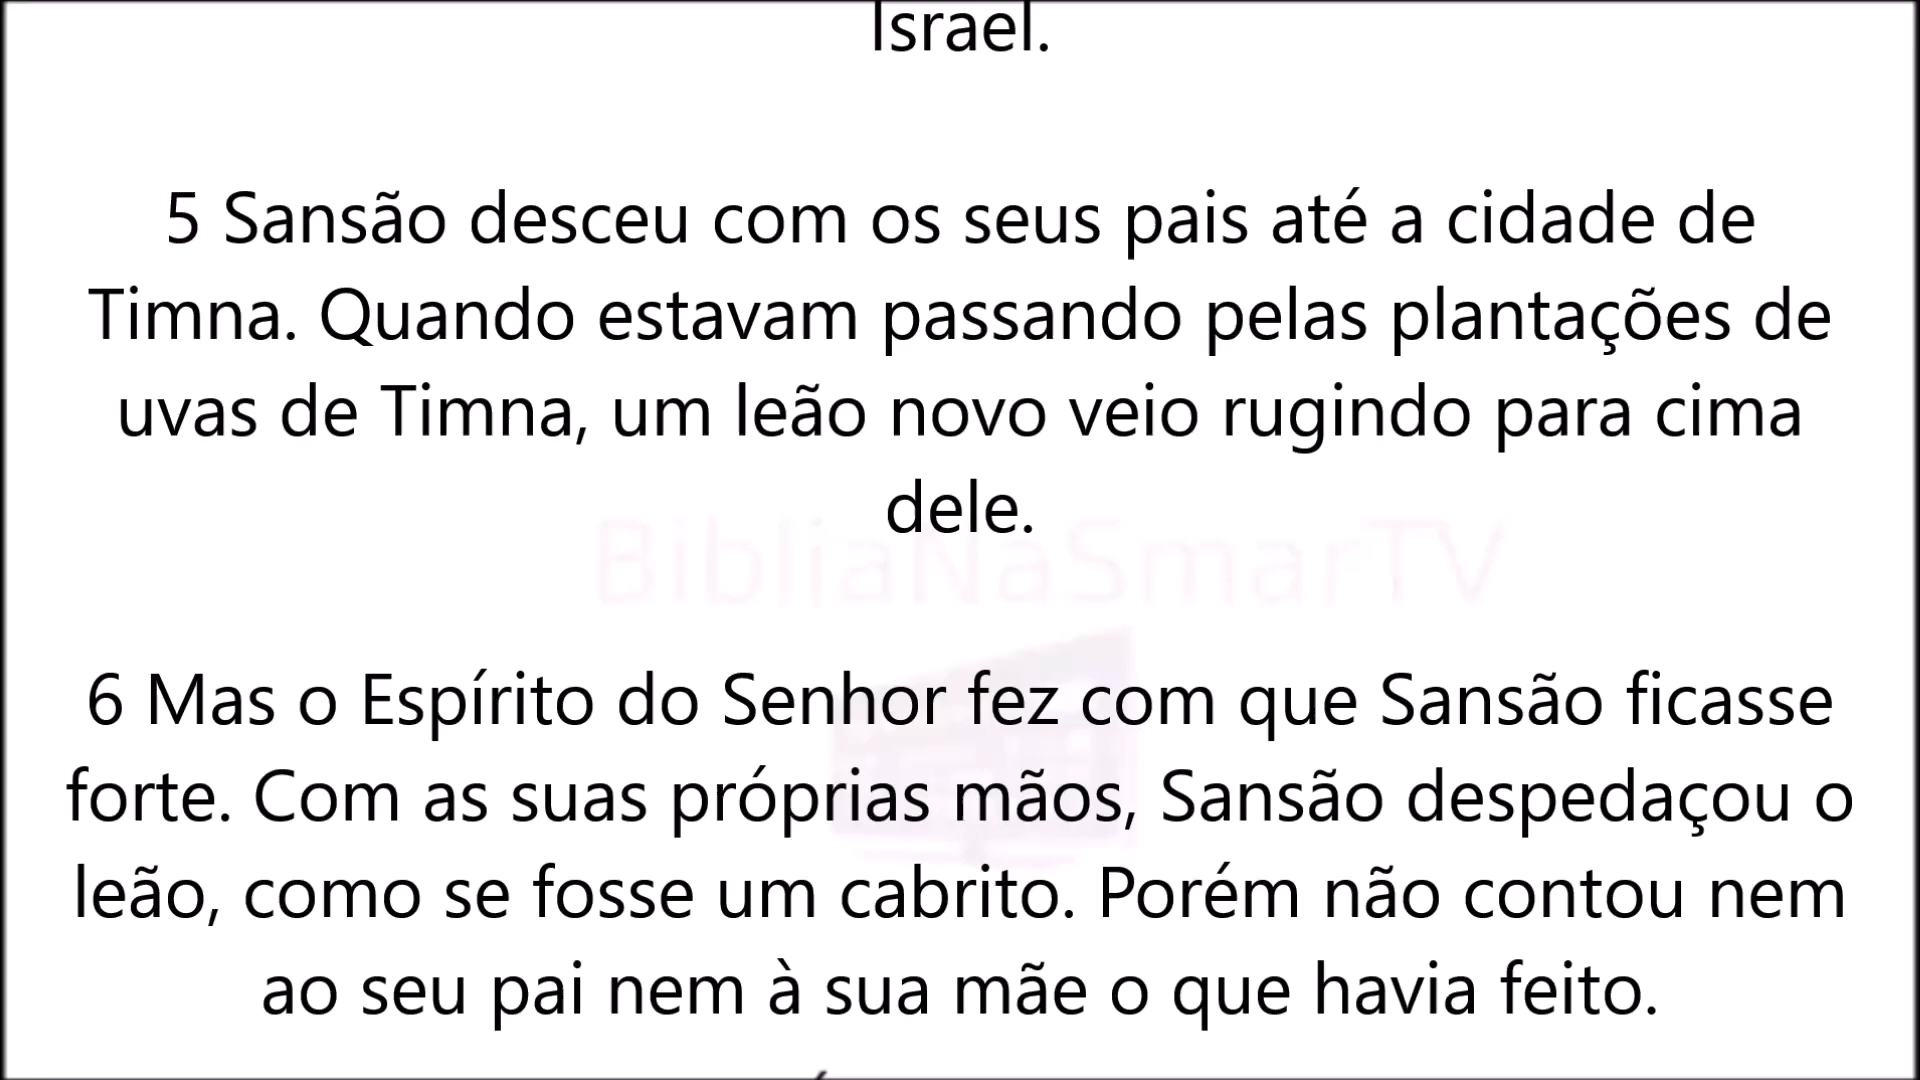 Israel.
5 Sansão desceu com os seus pais até a cidade de
Timna. Quando estavam passando pelas plantações de
uvas de Timna, um leão novo veio rugindo para cima
dele.
BibliaNaSmarTV
6 Mas o Espírito do Senhor fez com que Sansão ficasse
forte. Com as suas próprias mãos, Sansão despedaçou o
leão, como se fosse um cabrito. Porém não contou nem
ao seu pai nem à sua mãe o que havia feito.